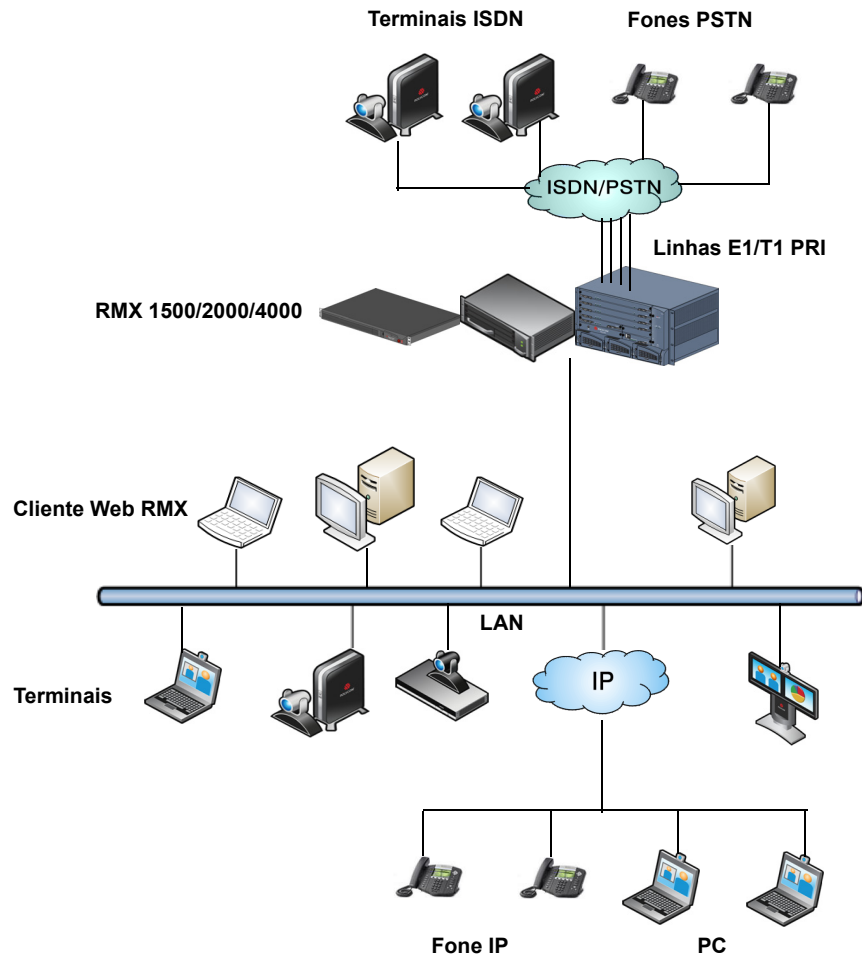 Terminais ISDN
Fones PSTN
ISDN/PSTN
Linhas E1/T1 PRI
RMX 1500/2000/4000
Cliente Web RMX
LAN
Terminais
IP
Fone IP
PC